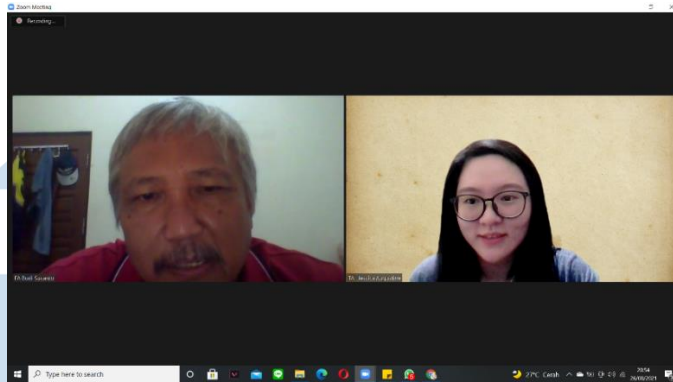 Zoom Meeting
Recording...
Type here to search
27°C Cerah
20:54
26/08/2021